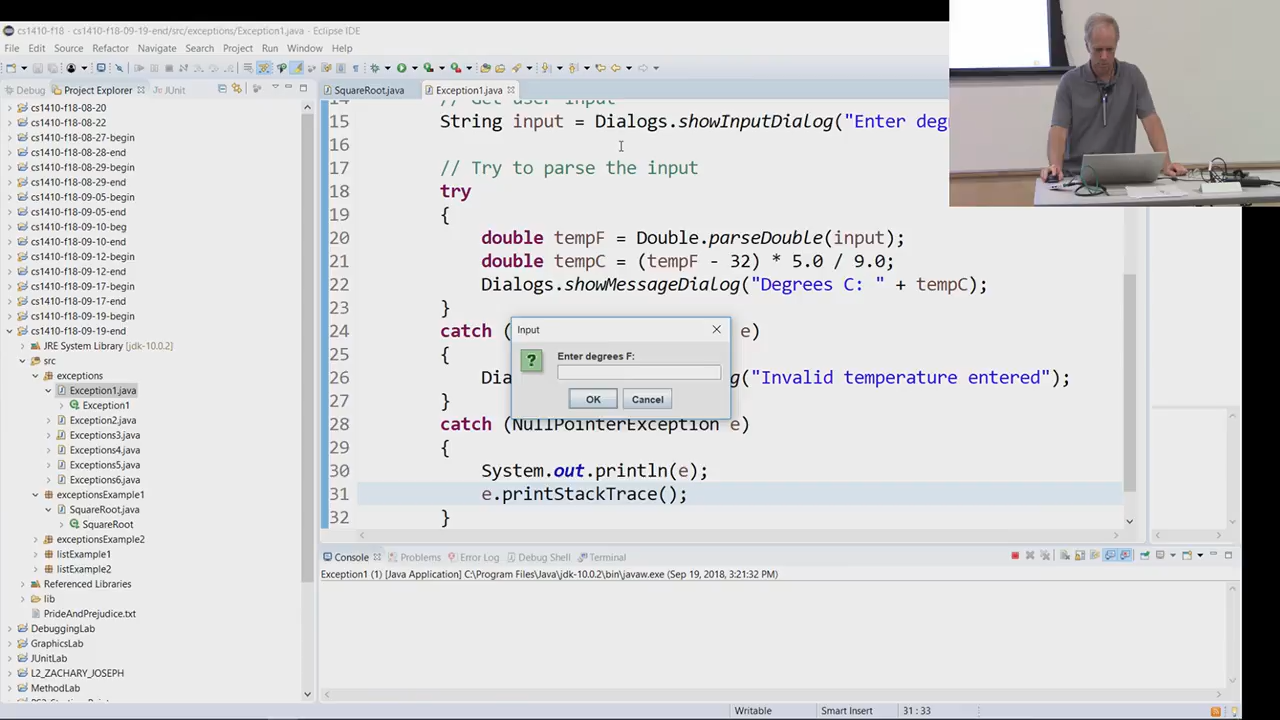 cs1410-f18 - cs1410-f18-09-19-end/src/exceptions/Exception1.java - Eclipse IDE
File Edit Source Refactor Navigate Search Project Run Window Help
Debug Project Explorer JUnit
cs1410-f18-08-20
cs1410-f18-08-22
cs1410-f18-08-27-begin
cs1410-f18-08-28-end
cs1410-f18-08-29-begin
cs1410-f18-08-29-end
cs1410-f18-09-05-begin
cs1410-f18-09-05-end
cs1410-f18-09-10-beg
cs1410-f18-09-10-end
cs1410-f18-09-12-begin
cs1410-f18-09-12-end
cs1410-f18-09-17-begin
cs1410-f18-09-17-end
cs1410-f18-09-19-begin
cs1410-f18-09-19-end
JRE System Library [jdk-10.0.2]
src
exceptions
Exception1.java
Exception1
Exception2.java
Exceptions3.java
Exceptions4.java
Exceptions5.java
Exceptions6.java
exceptionsExample1
SquareRoot.java
SquareRoot
exceptionsExample2
listExample1
listExample2
Referenced Libraries
lib
PrideAndPrejudice.txt
DebuggingLab
GraphicsLab
JUnitLab
L2_ZACHARY_JOSEPH
MethodLab
SquareRoot.java Exception1.java
14 // Get user input
15 String input = Dialogs.showInputDialog("Enter deg
16
17 // Try to parse the input
18 try
19 {
20 double tempF = Double.parseDouble(input);
21 double tempC = (tempF - 32) * 5.0 / 9.0;
22 Dialogs.showMessageDialog("Degrees C: " + tempC);
23 }
24 catch ( e)
25 {
26 Dia g("Invalid temperature entered");
27 }
28 catch (NullPointerException e)
29 {
30 System.out.println(e);
31 e.printStackTrace();
32 }
Input
Enter degrees F:
OK Cancel
Console Problems Error Log Debug Shell Terminal
Exception1 (1) [Java Application] C:\Program Files\Java\jdk-10.0.2\bin\javaw.exe (Sep 19, 2018, 3:21:32 PM)
Writable Smart Insert 31 : 33